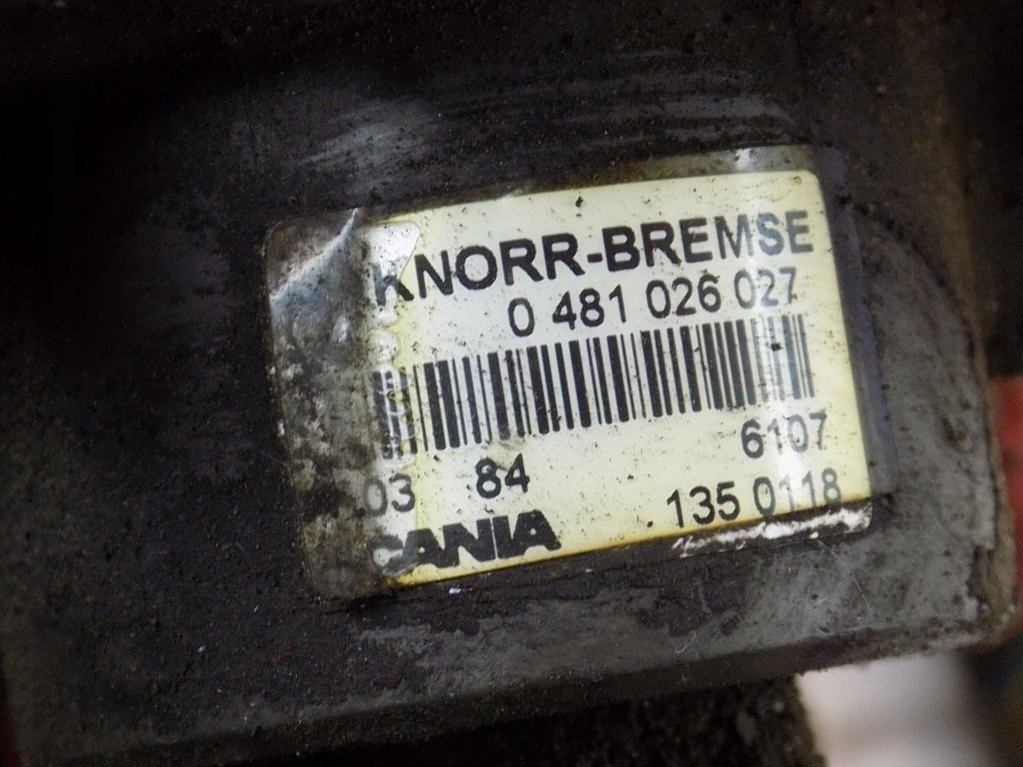 KNORR-BREMSE
0 481 026 027
03 84 6107
CANIA 135 0118